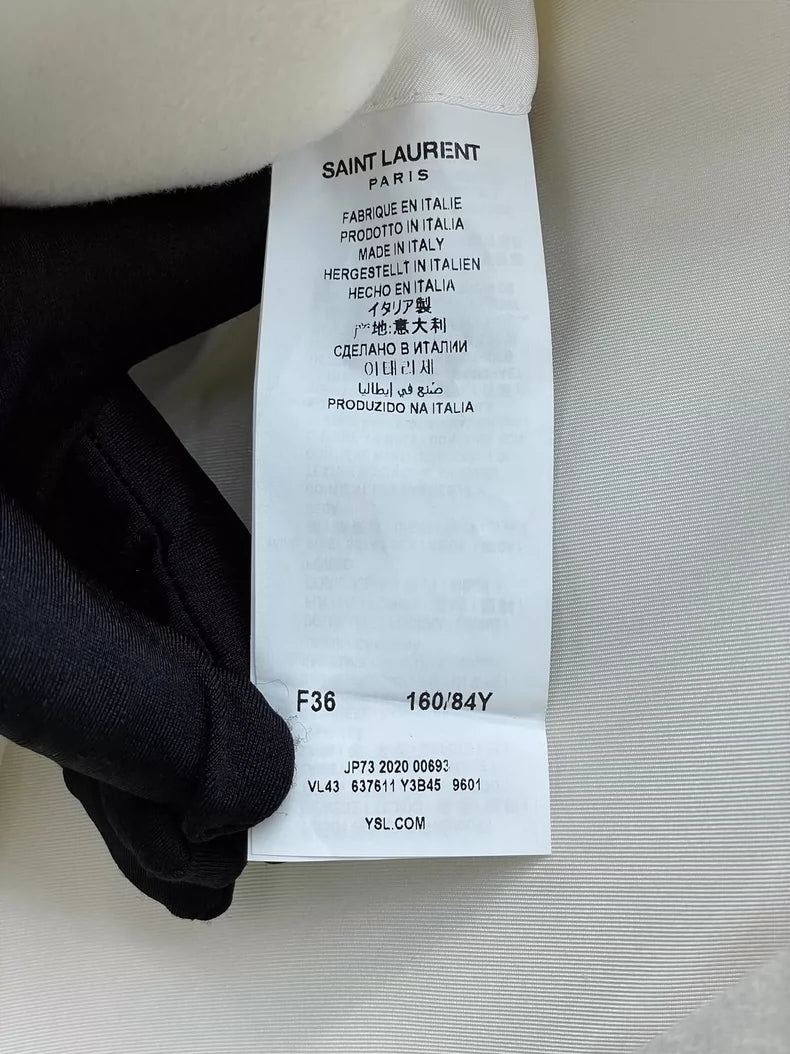 SAINT LAURENT
PARIS
FABRIQUE EN ITALIE
PRODOTTO IN ITALIA
MADE IN ITALY
HERGESTELLT IN ITALIEN
HECHO EN ITALIA
イタリア製
地:意大利
СДЕЛАНО В ИТАЛИИ
이태리제
صُنع في إيطاليا
PRODUZIDO NA ITALIA
F36 160/84Y
JP73 2020 00693
VL43 637611 Y3B45 9601
YSL.COM